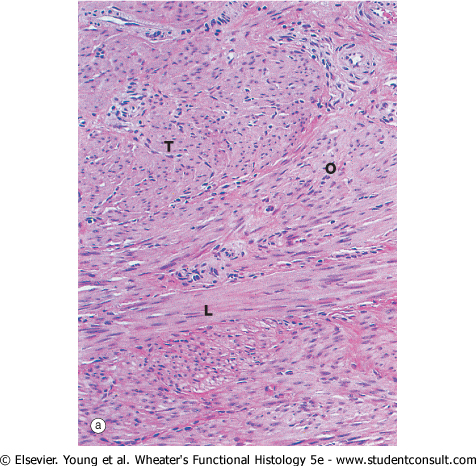 T
O
L
a
© Elsevier. Young et al. Wheater's Functional Histology 5e - www.studentconsult.com